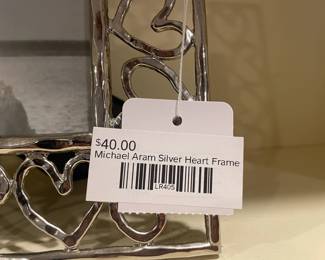 $40.00
Michael Aram Silver Heart Frame
LR405